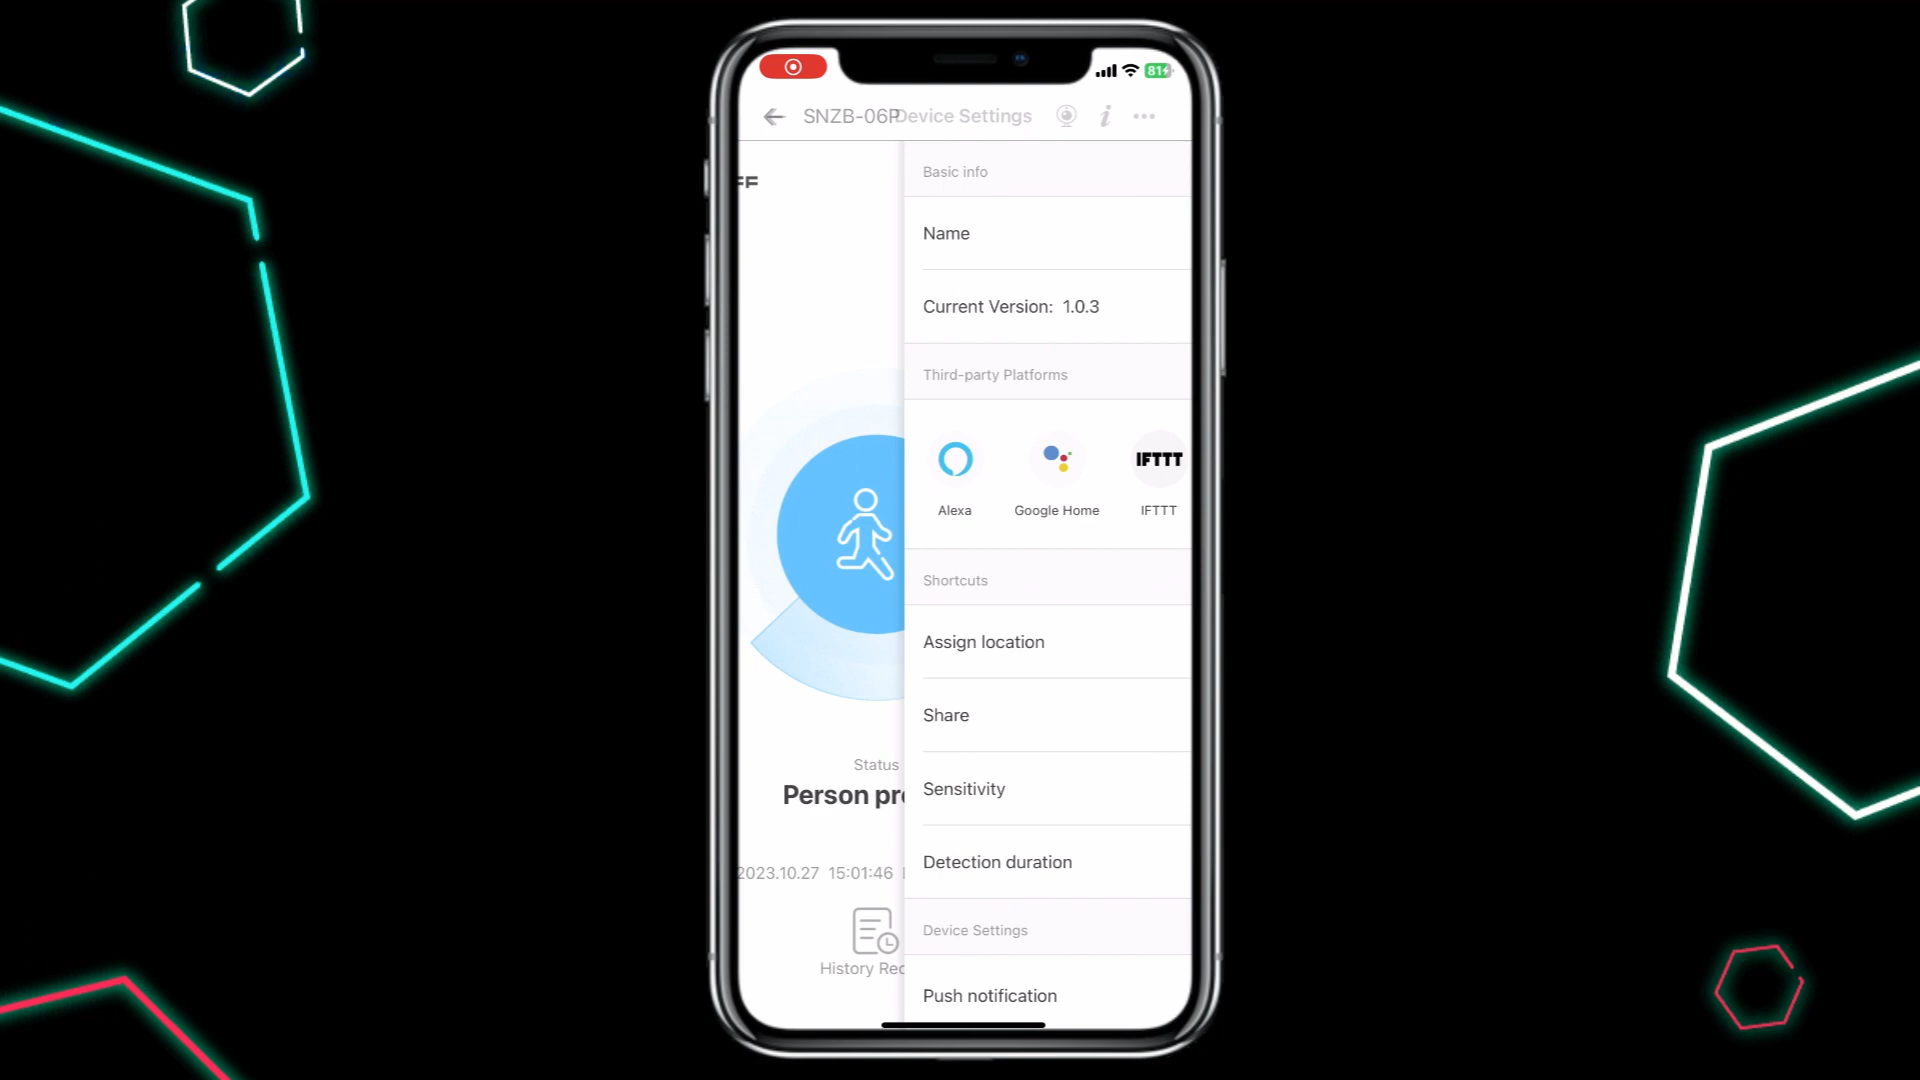 81
SNZB-06P Device Settings
FF
Basic info
Name
Current Version: 1.0.3
Third-party Platforms
IFTTT
Alexa
Google Home
IFTTT
Shortcuts
Assign location
Share
Status
Person pr
Sensitivity
Detection duration
2023.10.27 15:01:46
Device Settings
History Rec
Push notification